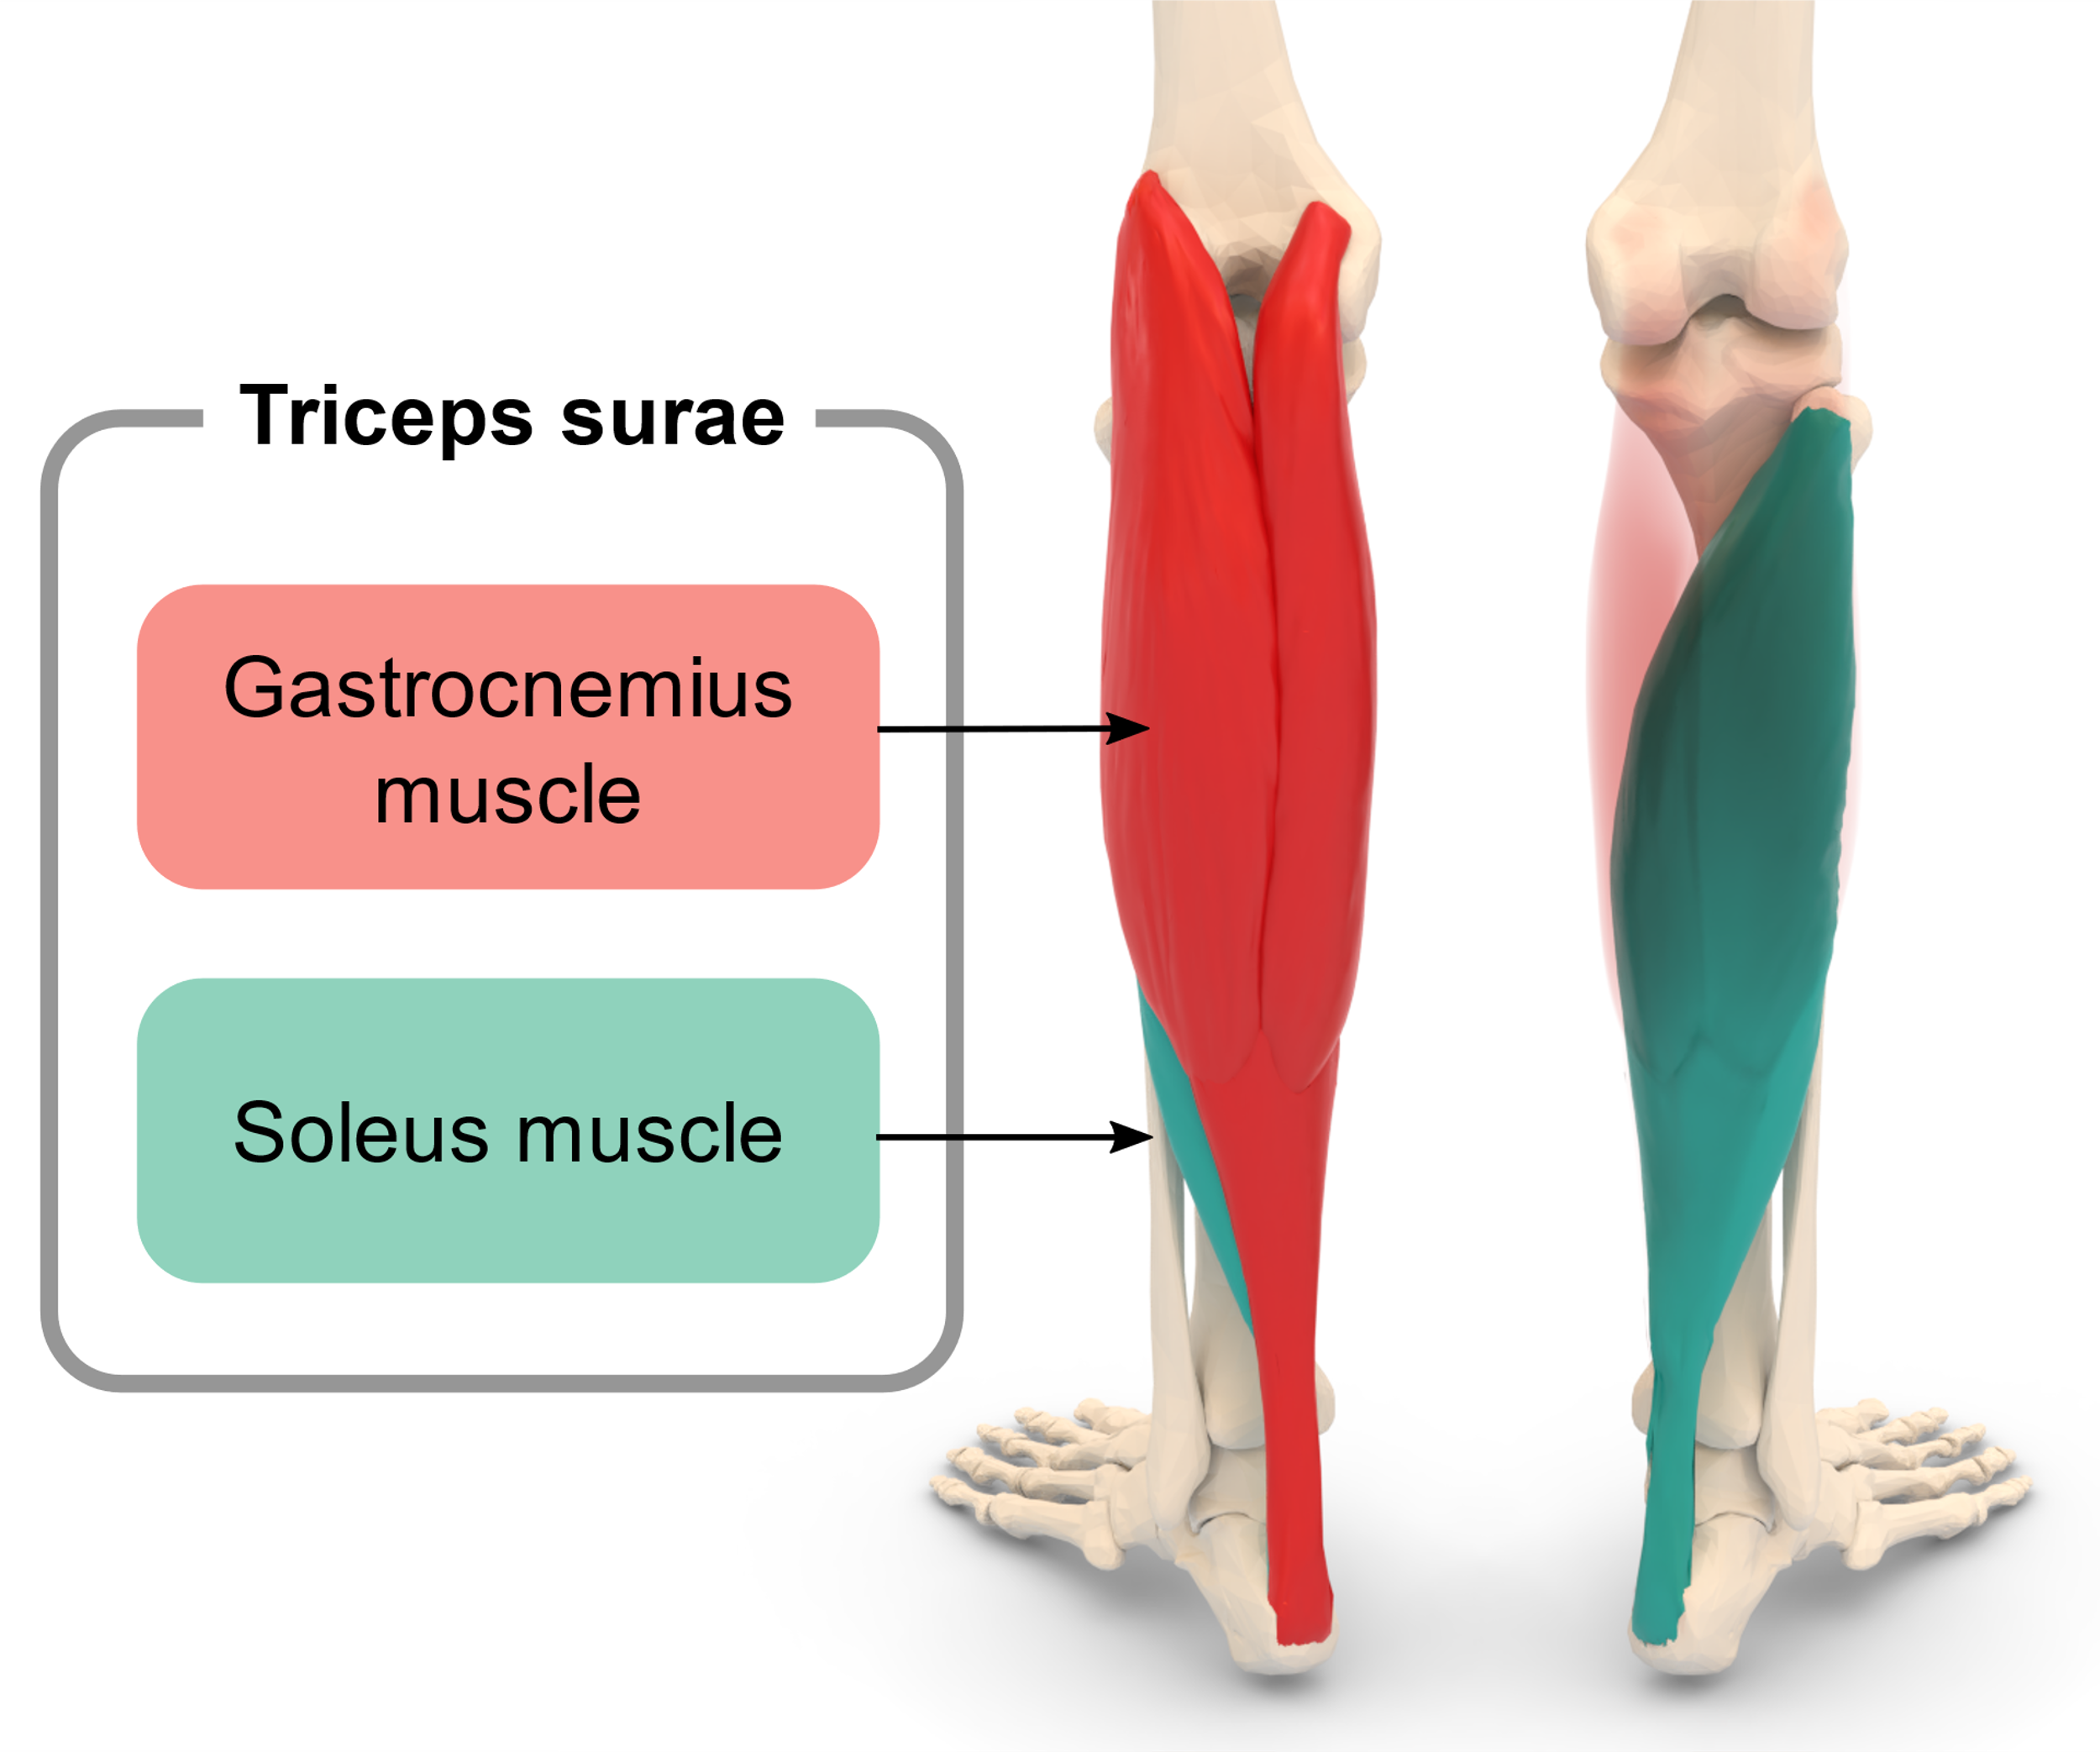 Triceps surae
Gastrocnemius
muscle
Soleus muscle